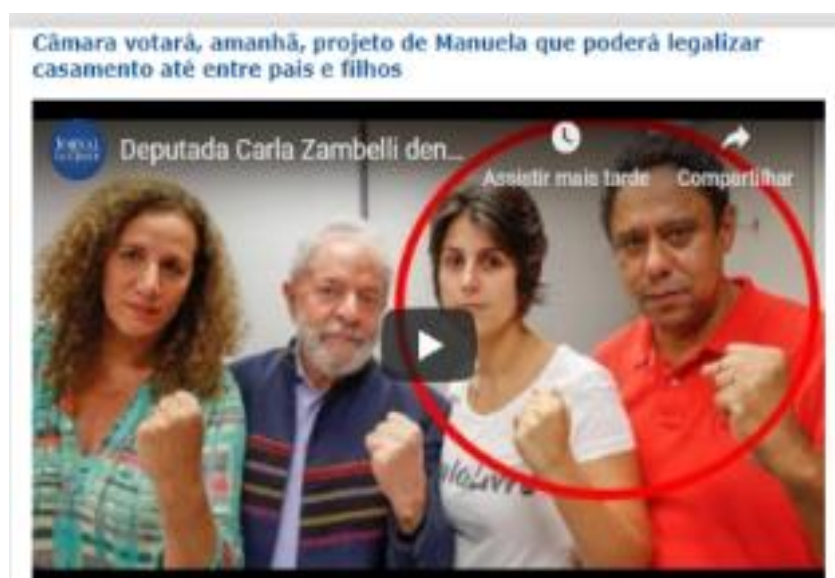 Câmara votará, amanhã, projeto de Manuela que poderá legalizar
casamento até entre pais e filhos
JORNAL
Deputada Carla Zambelli den...
Assistir mais tarde
Compartilhar